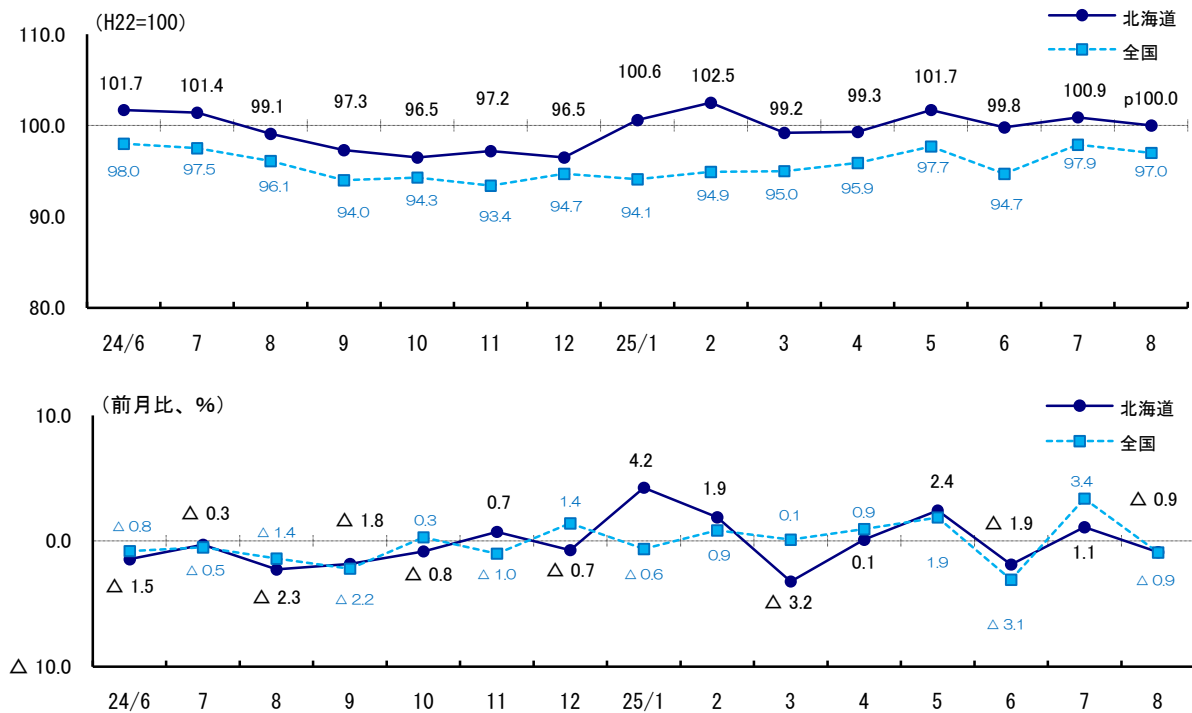 （H22=100）
北海道
全国
110.0
100.0
90.0
80.0
101.7 101.4 99.1 97.3 96.5 97.2 96.5 100.6 102.5 99.2 99.3 101.7 99.8 100.9 p100.0
98.0 97.5 96.1 94.0 94.3 93.4 94.7 94.1 94.9 95.0 95.9 97.7 94.7 97.9 97.0
24/6 7 8 9 10 11 12 25/1 2 3 4 5 6 7 8
（前月比、％）
北海道
全国
10.0
0.0
△ 10.0
△ 1.5 △ 0.3 △ 2.3 △ 1.8 △ 0.8 0.7 △ 0.7 4.2 1.9 △ 3.2 0.1 2.4 △ 1.9 1.1 △ 0.9
△ 0.8 △ 0.5 △ 1.4 △ 2.2 0.3 △ 1.0 1.4 △ 0.6 0.9 0.1 0.9 1.9 △ 3.1 3.4 △ 0.9
24/6 7 8 9 10 11 12 25/1 2 3 4 5 6 7 8